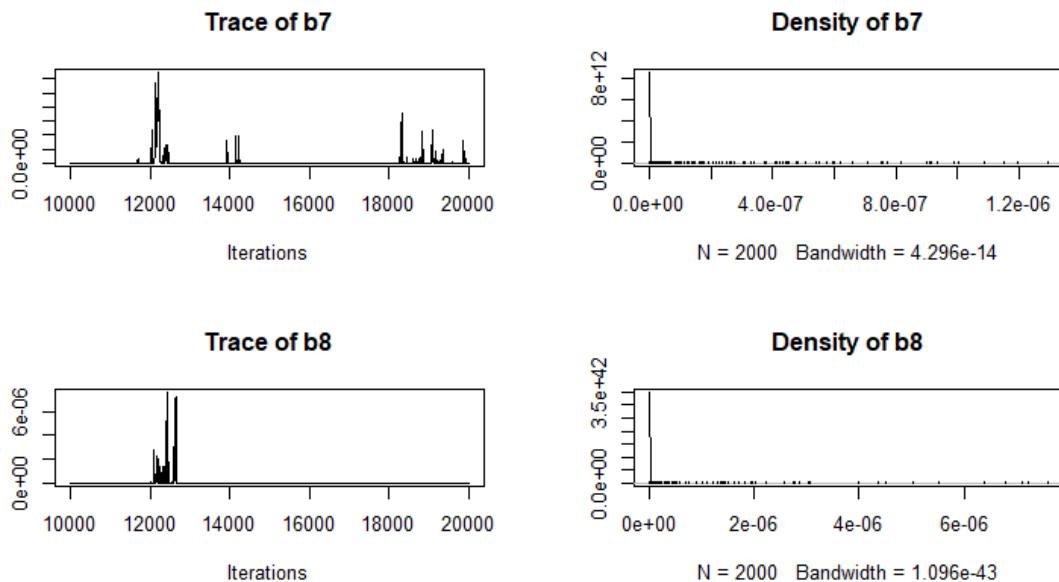 Trace of b7
0.0e+00
10000 12000 14000 16000 18000 20000
Iterations
Density of b7
8e+12
0e+00
0.0e+00 4.0e-07 8.0e-07 1.2e-06
N = 2000 Bandwidth = 4.296e-14
Trace of b8
6e-06
0e+00
10000 12000 14000 16000 18000 20000
Iterations
Density of b8
3.5e+42
0.0e+00
0e+00 2e-06 4e-06 6e-06
N = 2000 Bandwidth = 1.096e-43